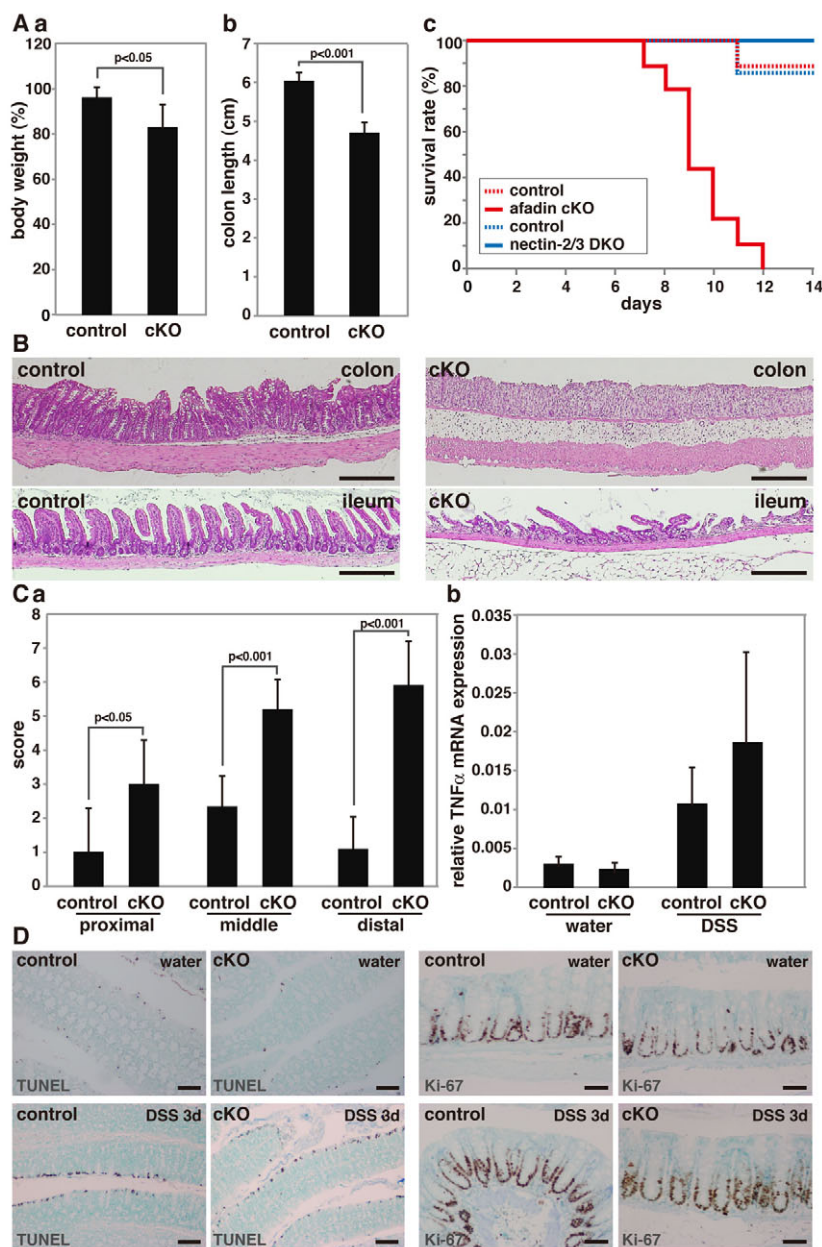 A a
120
100
80
60
40
20
0
body weight (%)
p<0.05
control cKO
b
7
6
5
4
3
2
1
0
colon length (cm)
p<0.001
control cKO
c
100
80
60
40
20
0
survival rate (%)
control
afadin cKO
control
nectin-2/3 DKO
0 2 4 6 8 10 12 14
days
B
control colon
cKO colon
control ileum
cKO ileum
C a
8
7
6
5
4
3
2
1
0
score
p<0.05
p<0.001
p<0.001
control cKO control cKO control cKO
proximal middle distal
b
0.035
0.03
0.025
0.02
0.015
0.01
0.005
0
relative TNFα mRNA expression
control cKO control cKO
water DSS
D
control water
TUNEL
cKO water
TUNEL
control water
Ki-67
cKO water
Ki-67
control DSS 3d
TUNEL
cKO DSS 3d
TUNEL
control DSS 3d
Ki-67
cKO DSS 3d
Ki-67